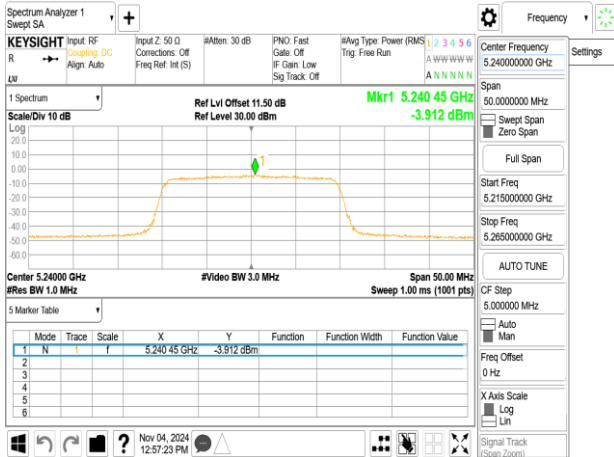 Spectrum Analyzer 1
Swept SA
KEYSIGHT
R
Input: RF
Coupling: DC
Align: Auto
Input Z: 50 Ω
Corrections: Off
Freq Ref: Int (S)
#Atten: 30 dB
PNO: Fast
Gate: Off
IF Gain: Low
Sig Track: Off
#Avg Type: Power (RMS
Trig: Free Run
1 2 3 4 5 6
A W W W W W
A N N N N N
1 Spectrum
Scale/Div 10 dB
Log
Ref Lvl Offset 11.50 dB
Ref Level 30.00 dBm
Mkr1 5.240 45 GHz
-3.912 dBm
20.0
10.0
0.00
-10.0
-20.0
-30.0
-40.0
-50.0
-60.0
1
Center 5.24000 GHz
#Video BW 3.0 MHz
Span 50.00 MHz
#Res BW 1.0 MHz
Sweep 1.00 ms (1001 pts)
5 Marker Table
Mode Trace Scale X Y Function Function Width Function Value
1 N 1 f 5.240 45 GHz -3.912 dBm
2
3
4
5
6
Nov 04, 2024
12:57:23 PM
Frequency
Settings
Center Frequency
5.240000000 GHz
Span
50.0000000 MHz
Swept Span
Zero Span
Full Span
Start Freq
5.215000000 GHz
Stop Freq
5.265000000 GHz
AUTO TUNE
CF Step
5.000000 MHz
Auto
Man
Freq Offset
0 Hz
X Axis Scale
Log
Lin
Signal Track
(Span Zoom)